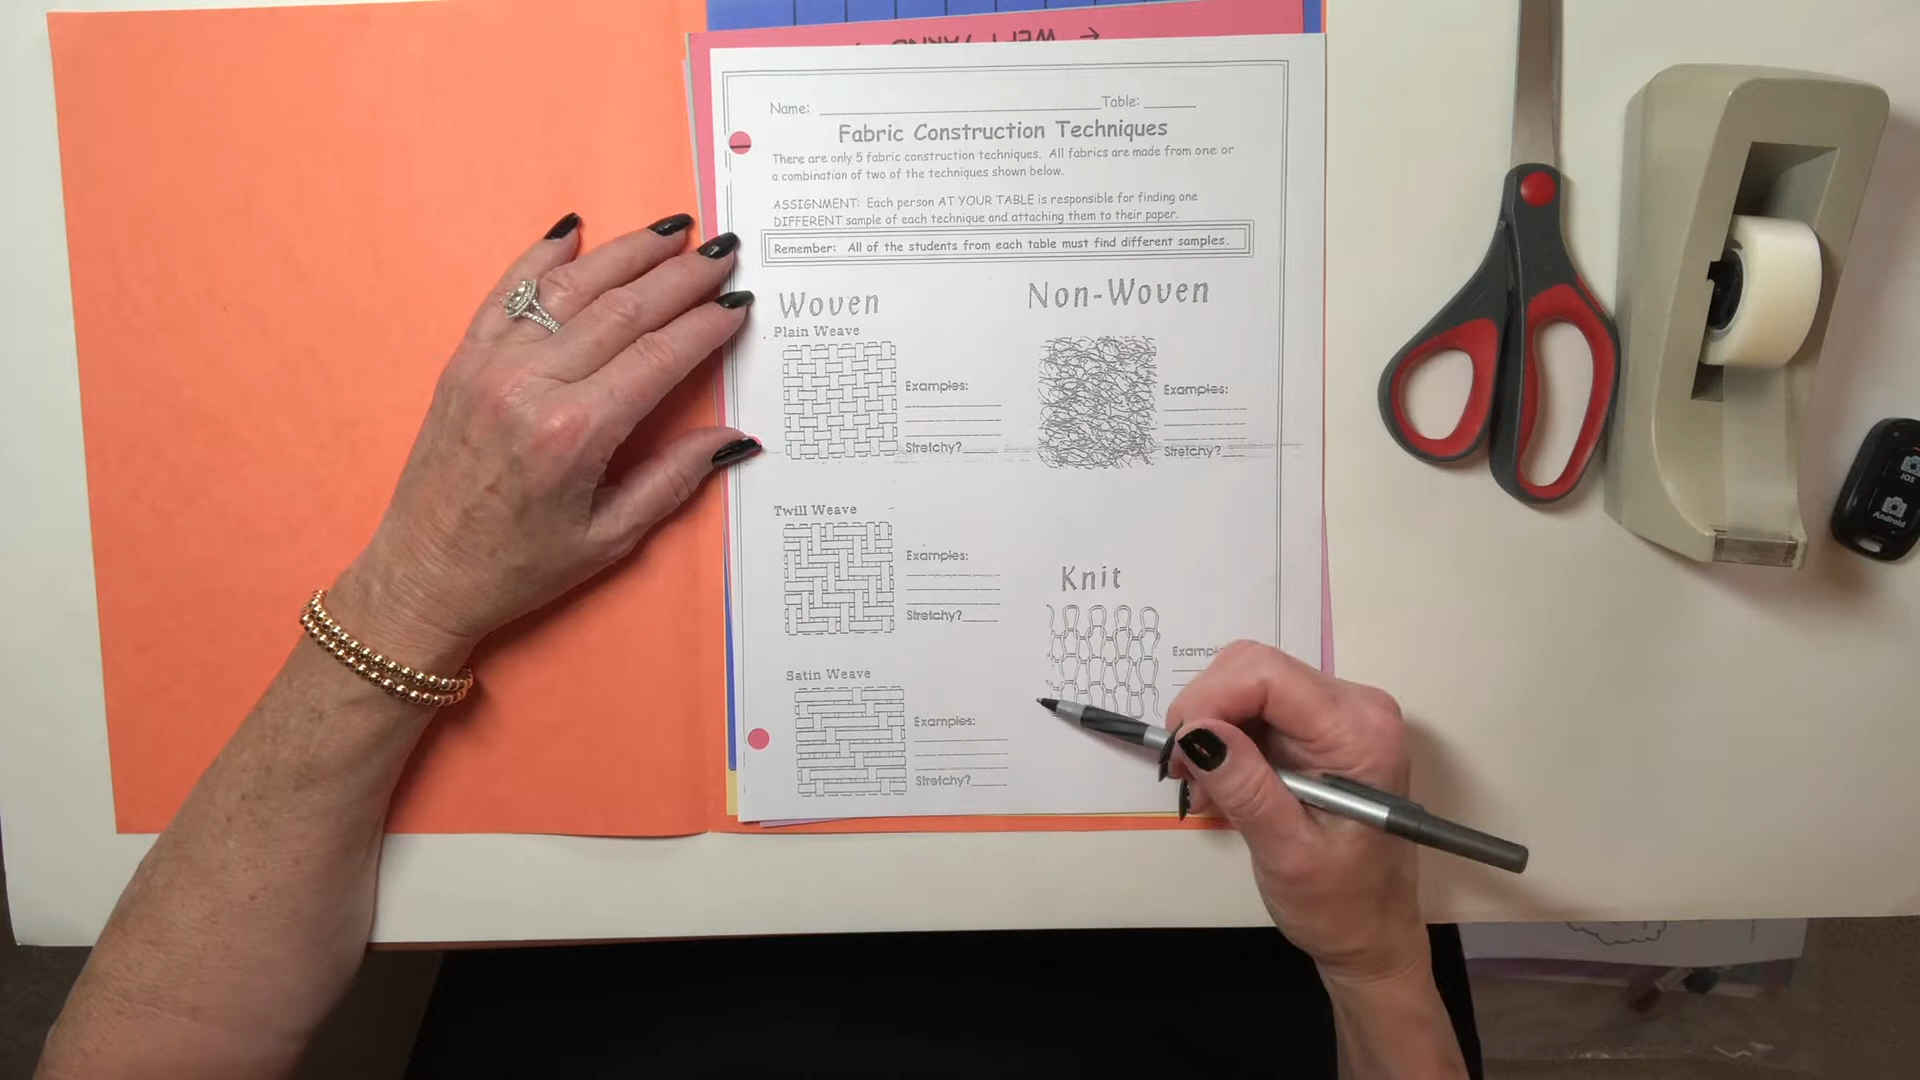 ← WEFT YARN
Name: Table:
Fabric Construction Techniques
There are only 5 fabric construction techniques. All fabrics are made from one or
a combination of two of the techniques shown below.
ASSIGNMENT: Each person AT YOUR TABLE is responsible for finding one
DIFFERENT sample of each technique and attaching them to their paper.
Remember: All of the students from each table must find different samples.
Woven
Plain Weave
Examples:
Stretchy?
Twill Weave
Examples:
Stretchy?
Satin Weave
Examples:
Stretchy?
Non-Woven
Examples:
Stretchy?
Knit
iOS
Android